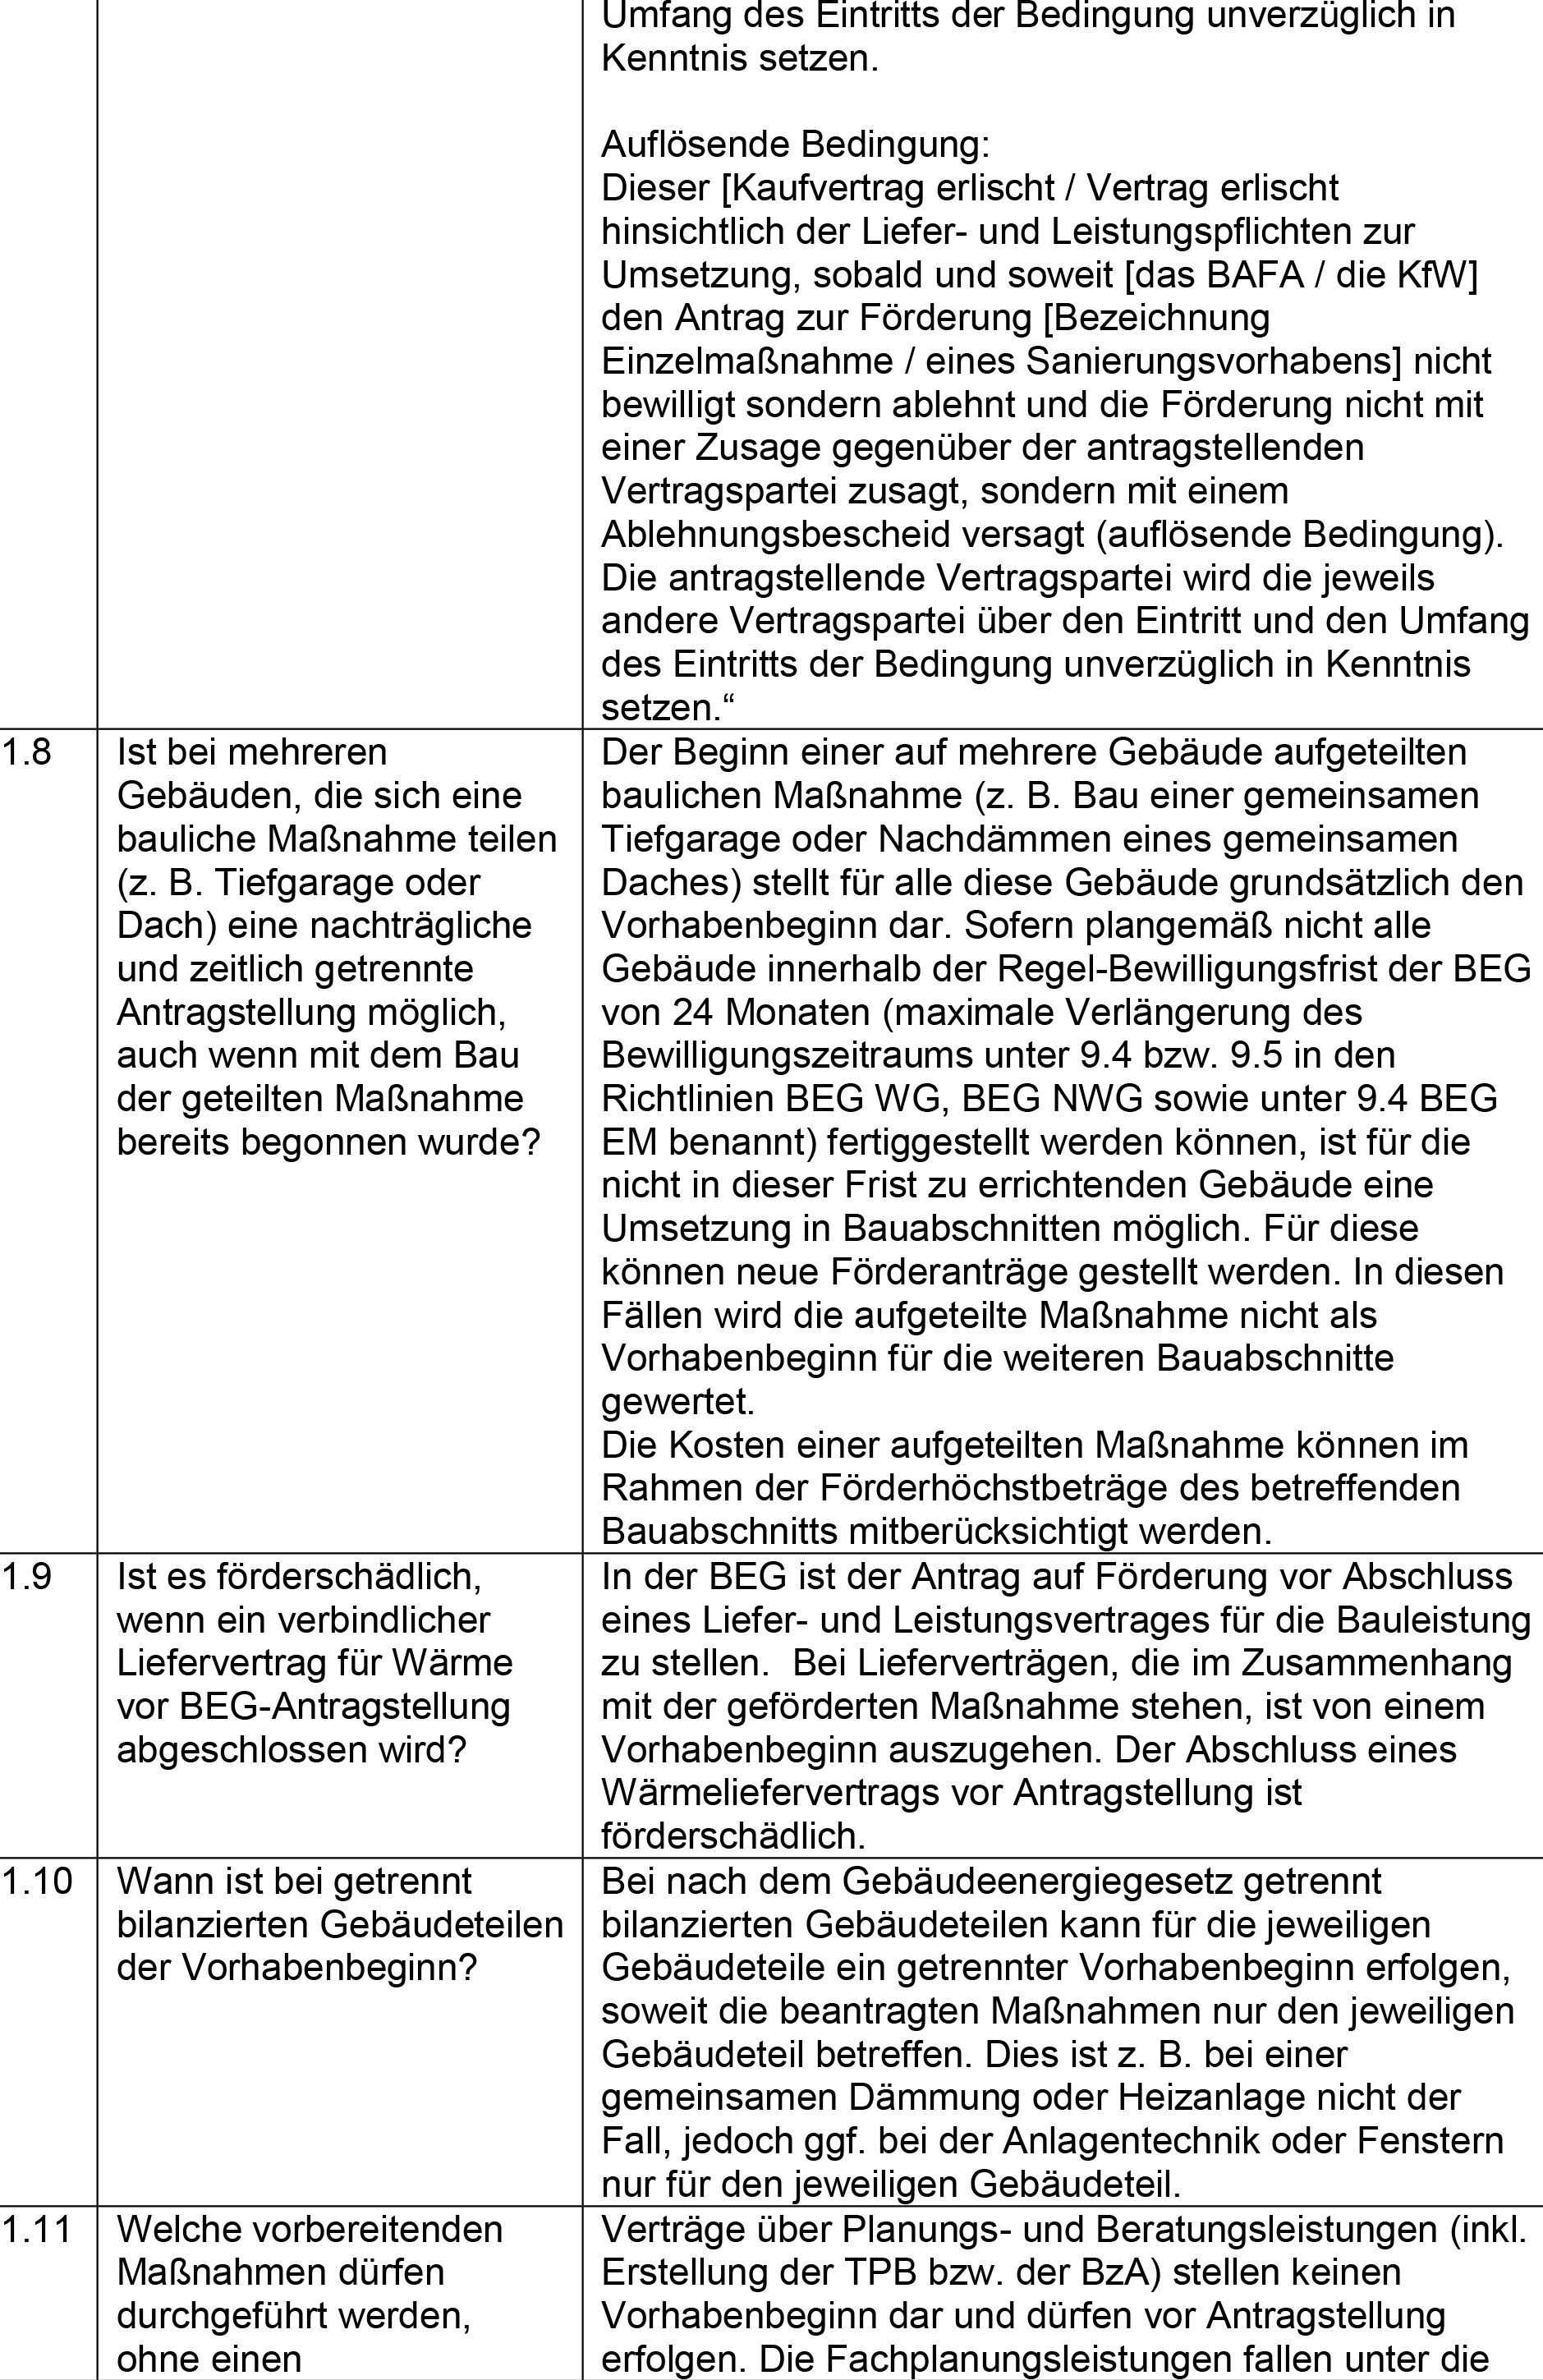 Umfang des Eintritts der Bedingung unverzüglich in
Kenntnis setzen.
Auflösende Bedingung:
Dieser [Kaufvertrag erlischt / Vertrag erlischt
hinsichtlich der Liefer- und Leistungspflichten zur
Umsetzung, sobald und soweit [das BAFA / die KfW]
den Antrag zur Förderung [Bezeichnung
Einzelmaßnahme / eines Sanierungsvorhabens] nicht
bewilligt sondern ablehnt und die Förderung nicht mit
einer Zusage gegenüber der antragstellenden
Vertragspartei zusagt, sondern mit einem
Ablehnungsbescheid versagt (auflösende Bedingung).
Die antragstellende Vertragspartei wird die jeweils
andere Vertragspartei über den Eintritt und den Umfang
des Eintritts der Bedingung unverzüglich in Kenntnis
setzen.“
1.8
Ist bei mehreren
Gebäuden, die sich eine
bauliche Maßnahme teilen
(z. B. Tiefgarage oder
Dach) eine nachträgliche
und zeitlich getrennte
Antragstellung möglich,
auch wenn mit dem Bau
der geteilten Maßnahme
bereits begonnen wurde?
Der Beginn einer auf mehrere Gebäude aufgeteilten
baulichen Maßnahme (z. B. Bau einer gemeinsamen
Tiefgarage oder Nachdämmen eines gemeinsamen
Daches) stellt für alle diese Gebäude grundsätzlich den
Vorhabenbeginn dar. Sofern plangemäß nicht alle
Gebäude innerhalb der Regel-Bewilligungsfrist der BEG
von 24 Monaten (maximale Verlängerung des
Bewilligungszeitraums unter 9.4 bzw. 9.5 in den
Richtlinien BEG WG, BEG NWG sowie unter 9.4 BEG
EM benannt) fertiggestellt werden können, ist für die
nicht in dieser Frist zu errichtenden Gebäude eine
Umsetzung in Bauabschnitten möglich. Für diese
können neue Förderanträge gestellt werden. In diesen
Fällen wird die aufgeteilte Maßnahme nicht als
Vorhabenbeginn für die weiteren Bauabschnitte
gewertet.
Die Kosten einer aufgeteilten Maßnahme können im
Rahmen der Förderhöchstbeträge des betreffenden
Bauabschnitts mitberücksichtigt werden.
1.9
Ist es förderschädlich,
wenn ein verbindlicher
Liefervertrag für Wärme
vor BEG-Antragstellung
abgeschlossen wird?
In der BEG ist der Antrag auf Förderung vor Abschluss
eines Liefer- und Leistungsvertrages für die Bauleistung
zu stellen.  Bei Lieferverträgen, die im Zusammenhang
mit der geförderten Maßnahme stehen, ist von einem
Vorhabenbeginn auszugehen. Der Abschluss eines
Wärmeliefervertrags vor Antragstellung ist
förderschädlich.
1.10
Wann ist bei getrennt
bilanzierten Gebäudeteilen
der Vorhabenbeginn?
Bei nach dem Gebäudeenergiegesetz getrennt
bilanzierten Gebäudeteilen kann für die jeweiligen
Gebäudeteile ein getrennter Vorhabenbeginn erfolgen,
soweit die beantragten Maßnahmen nur den jeweiligen
Gebäudeteil betreffen. Dies ist z. B. bei einer
gemeinsamen Dämmung oder Heizanlage nicht der
Fall, jedoch ggf. bei der Anlagentechnik oder Fenstern
nur für den jeweiligen Gebäudeteil.
1.11
Welche vorbereitenden
Maßnahmen dürfen
durchgeführt werden,
ohne einen
Verträge über Planungs- und Beratungsleistungen (inkl.
Erstellung der TPB bzw. der BzA) stellen keinen
Vorhabenbeginn dar und dürfen vor Antragstellung
erfolgen. Die Fachplanungsleistungen fallen unter die